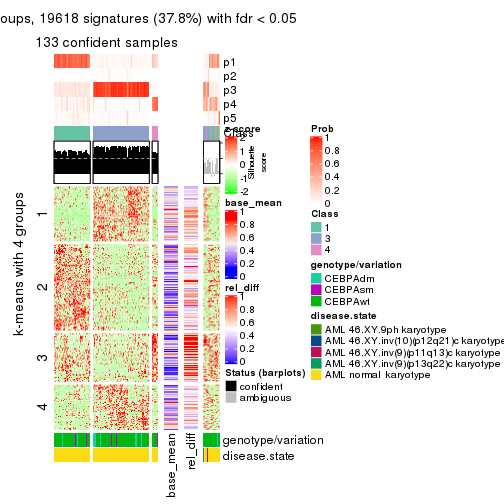 oups, 19618 signatures (37.8%) with fdr < 0.05
133 confident samples
p1
p2
p3
p4
p5
Class
z-score
2
1
0
-1
-2
Silhouette
score
k-means with 4 groups
1
2
3
4
base_mean
1
0.8
0.6
0.4
0.2
0
rel_diff
1
0.8
0.6
0.4
0.2
0
Status (barplots)
confident
ambiguous
Prob
1
0.8
0.6
0.4
0.2
0
Class
1
3
4
genotype/variation
CEBPAdm
CEBPAsm
CEBPAwt
disease.state
AML 46.XY.9ph karyotype
AML 46.XY.inv(10)(p12q21)c karyotype
AML 46.XY.inv(9)(p11q13)c karyotype
AML 46.XY.inv(9)(p13q22)c karyotype
AML normal karyotype
genotype/variation
disease.state
base_mean
rel_diff